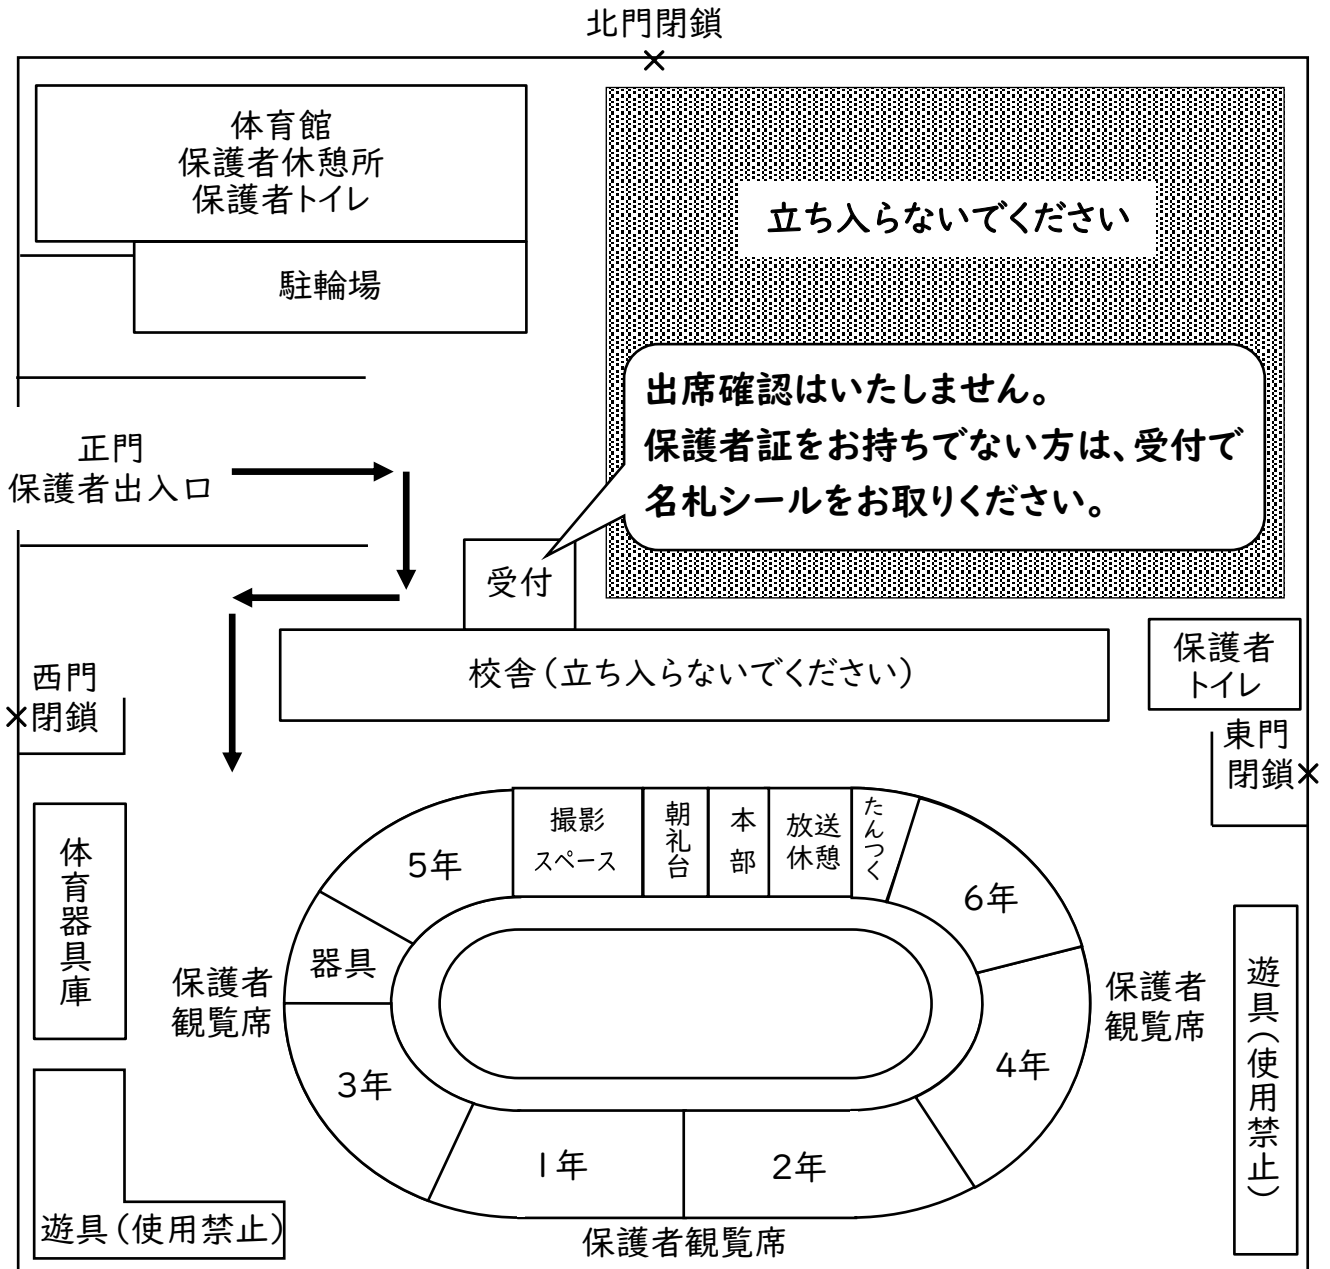 北門閉鎖
体育館
保護者休憩所
保護者トイレ
立ち入らないでください
駐輪場
出席確認はいたしません。
保護者証をお持ちでない方は、受付で
名札シールをお取りください。
正門
保護者出入口
受付
校舎(立ち入らないでください)
保護者
トイレ
西門
閉鎖
東門
閉鎖
撮影
スペース
朝礼台
本部
放送
休憩
たんつく
5年
6年
体育器具庫
器具
保護者
観覧席
保護者
観覧席
遊具(使用禁止)
3年
4年
1年
2年
遊具(使用禁止)
保護者観覧席